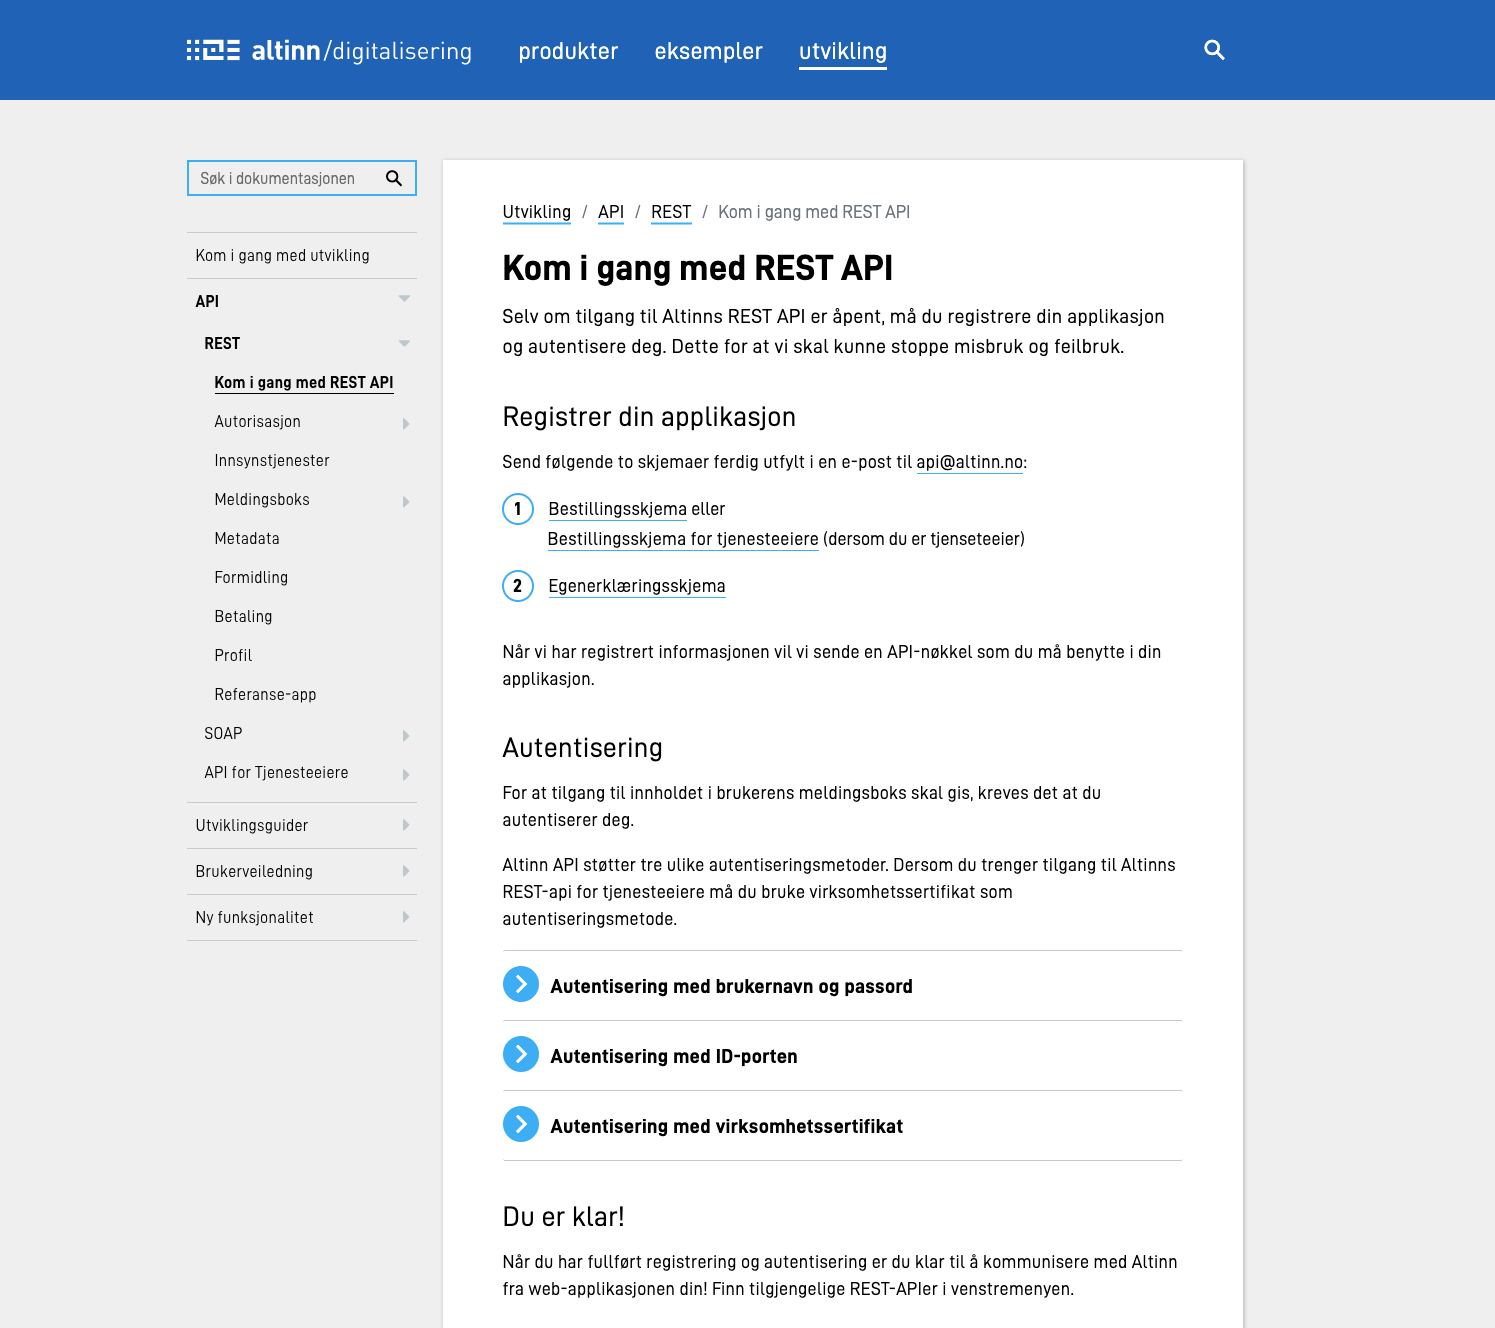 altinn/digitalisering produkter eksempler utvikling
Søk i dokumentasjonen
Kom i gang med utvikling
API
REST
Kom i gang med REST API
Autorisasjon
Innsynstjenester
Meldingsboks
Metadata
Formidling
Betaling
Profil
Referanse-app
SOAP
API for Tjenesteeiere
Utviklingsguider
Brukerveiledning
Ny funksjonalitet
Utvikling / API / REST / Kom i gang med REST API
Kom i gang med REST API
Selv om tilgang til Altinns REST API er åpent, må du registrere din applikasjon
og autentisere deg. Dette for at vi skal kunne stoppe misbruk og feilbruk.
Registrer din applikasjon
Send følgende to skjemaer ferdig utfylt i en e-post til api@altinn.no:
1 Bestillingsskjema eller
Bestillingsskjema for tjenesteeiere (dersom du er tjenseteeier)
2 Egenerklæringsskjema
Når vi har registrert informasjonen vil vi sende en API-nøkkel som du må benytte i din
applikasjon.
Autentisering
For at tilgang til innholdet i brukerens meldingsboks skal gis, kreves det at du
autentiserer deg.
Altinn API støtter tre ulike autentiseringsmetoder. Dersom du trenger tilgang til Altinns
REST-api for tjenesteeiere må du bruke virksomhetssertifikat som
autentiseringsmetode.
Autentisering med brukernavn og passord
Autentisering med ID-porten
Autentisering med virksomhetssertifikat
Du er klar!
Når du har fullført registrering og autentisering er du klar til å kommunisere med Altinn
fra web-applikasjonen din! Finn tilgjengelige REST-APIer i venstremenyen.